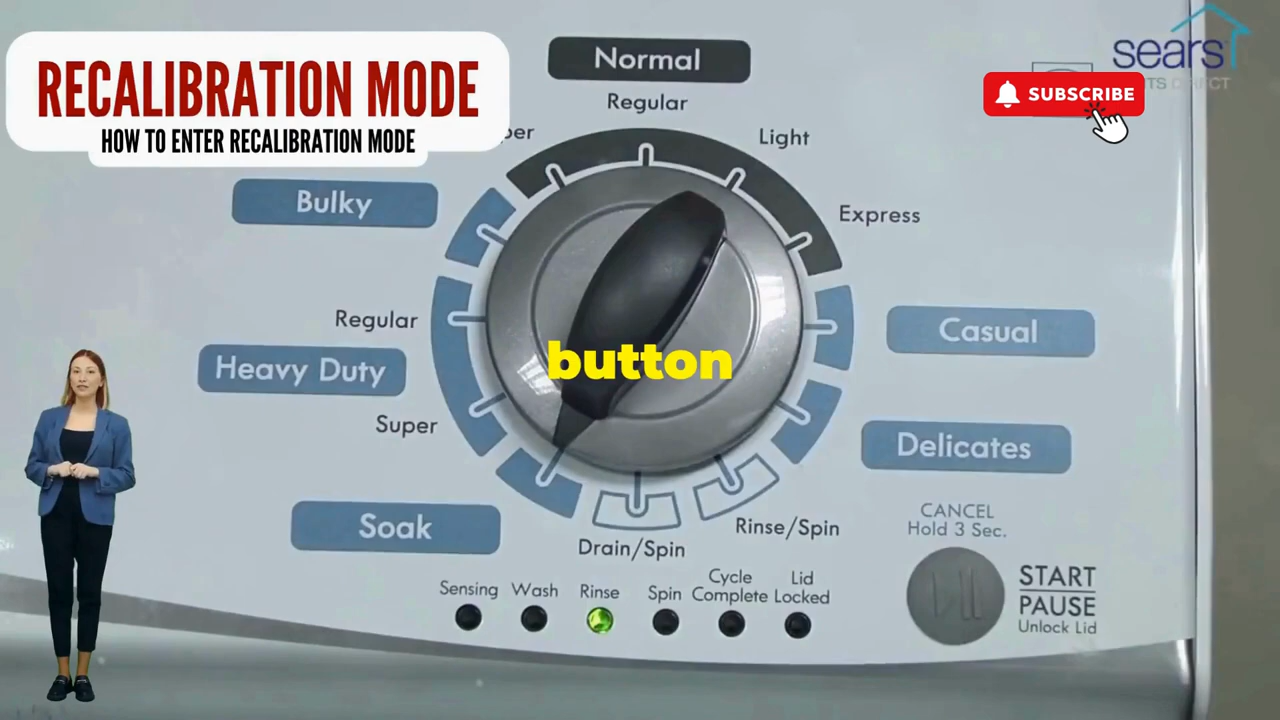 RECALIBRATION MODE
HOW TO ENTER RECALIBRATION MODE
sears
SUBSCRIBE
Normal
Regular
Light
Express
Bulky
Regular
Heavy Duty
Super
Casual
Delicates
button
Soak
Drain/Spin
Rinse/Spin
CANCEL
Hold 3 Sec.
START
PAUSE
Unlock Lid
Sensing
Wash
Rinse
Spin
Cycle
Complete
Lid
Locked